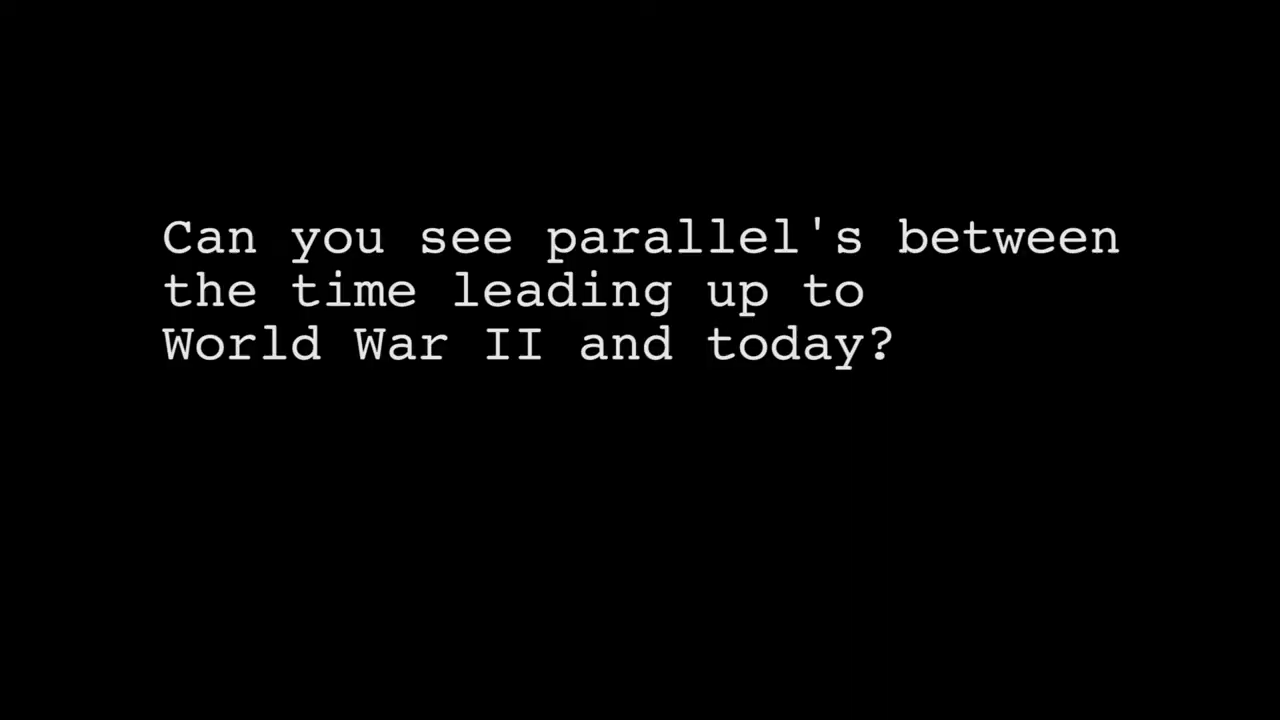 Can you see parallel's between
the time leading up to
World War II and today?